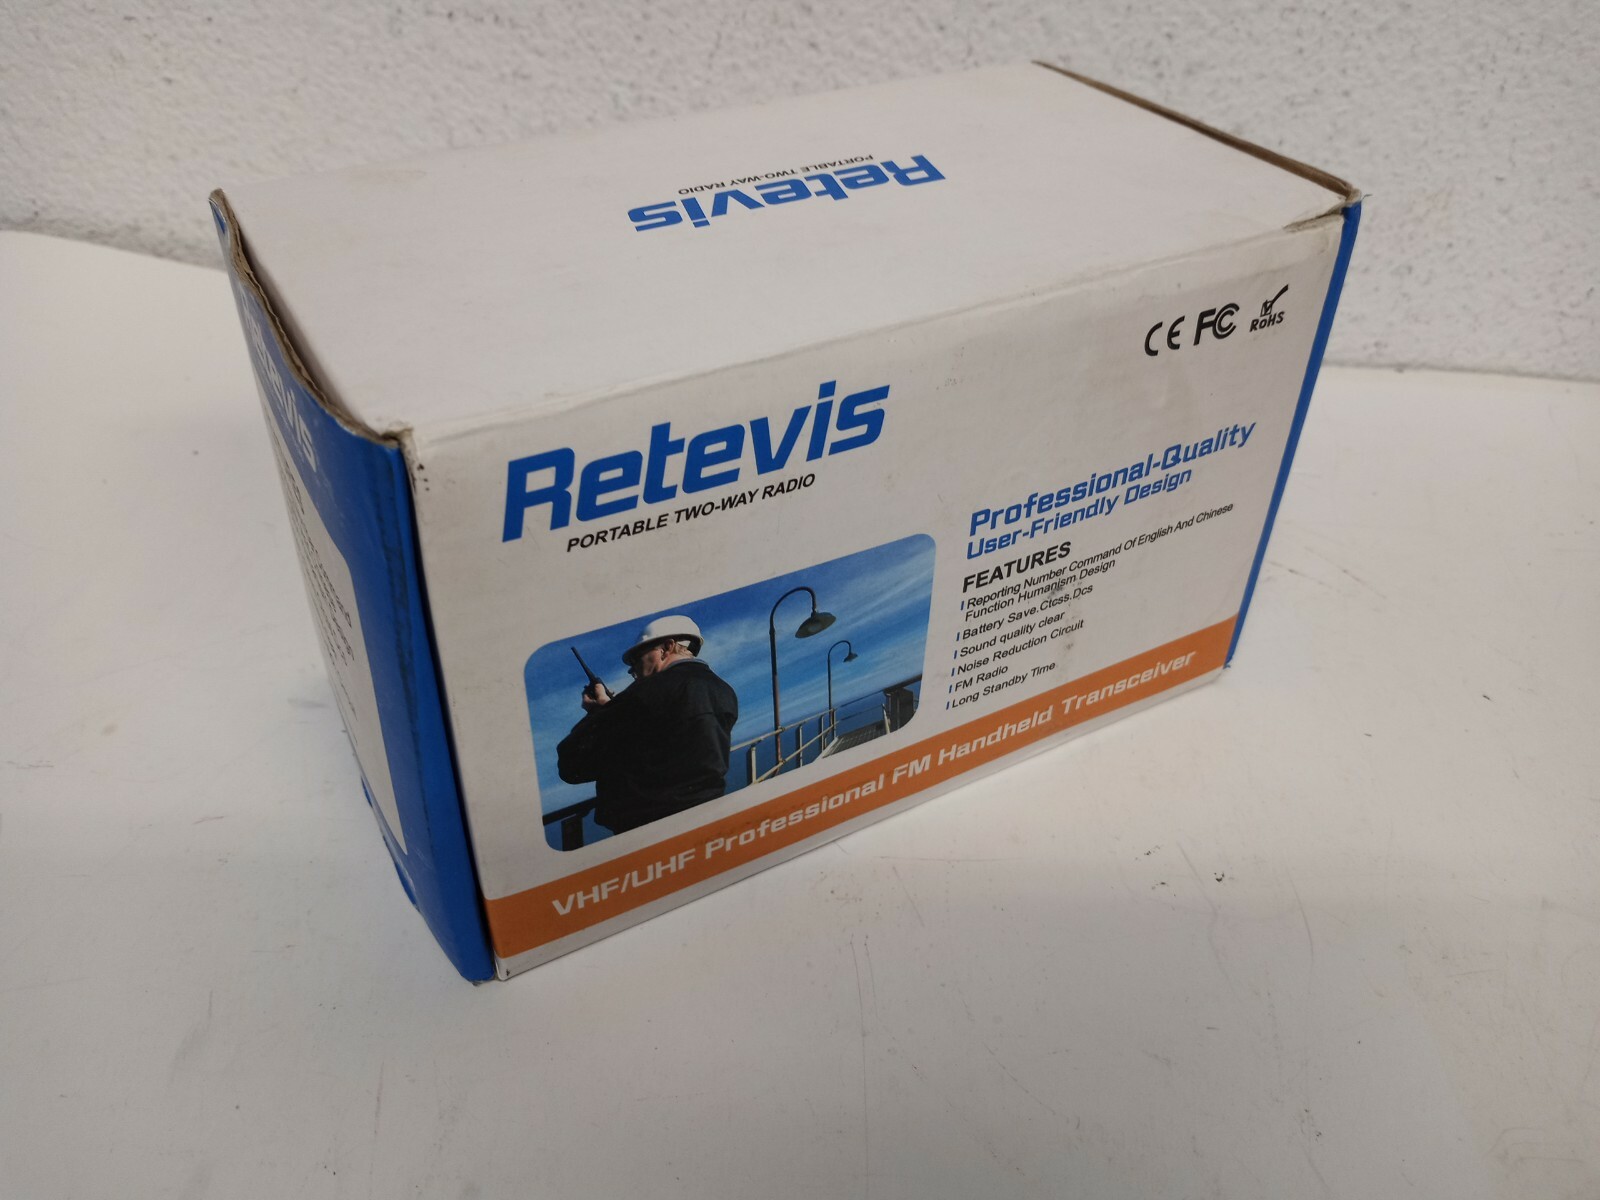 Retevis
PORTABLE TWO-WAY RADIO
CE FC RoHS
Retevis
PORTABLE TWO-WAY RADIO
Professional-Quality
User-Friendly Design
FEATURES
Reporting Number Command Of English And Chinese
Function Humanism Design
Battery Save.Ctcss.Dcs
Sound quality clear
Noise Reduction Circuit
FM Radio
Long Standby Time
VHF/UHF Professional FM Handheld Transceiver
Retevis